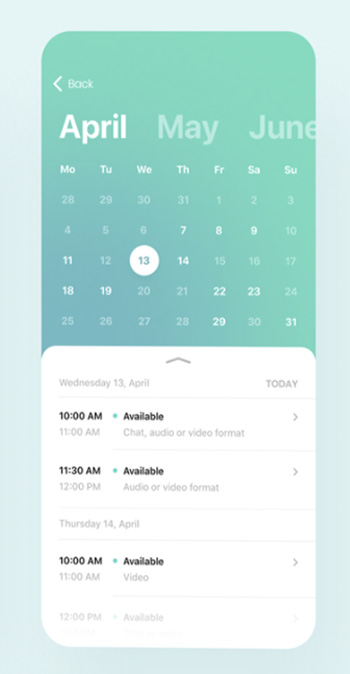 Back
April May June
Mo Tu We Th Fr Sa Su
28 29 30 31 1 2 3
4 5 6 7 8 9 10
11 12 13 14 15 16 17
18 19 20 21 22 23 24
25 26 27 28 29 30 31
Wednesday 13, April TODAY
10:00 AM Available
11:00 AM Chat, audio or video format
11:30 AM Available
12:00 PM Audio or video format
Thursday 14, April
10:00 AM Available
11:00 AM Video
12:00 PM Available